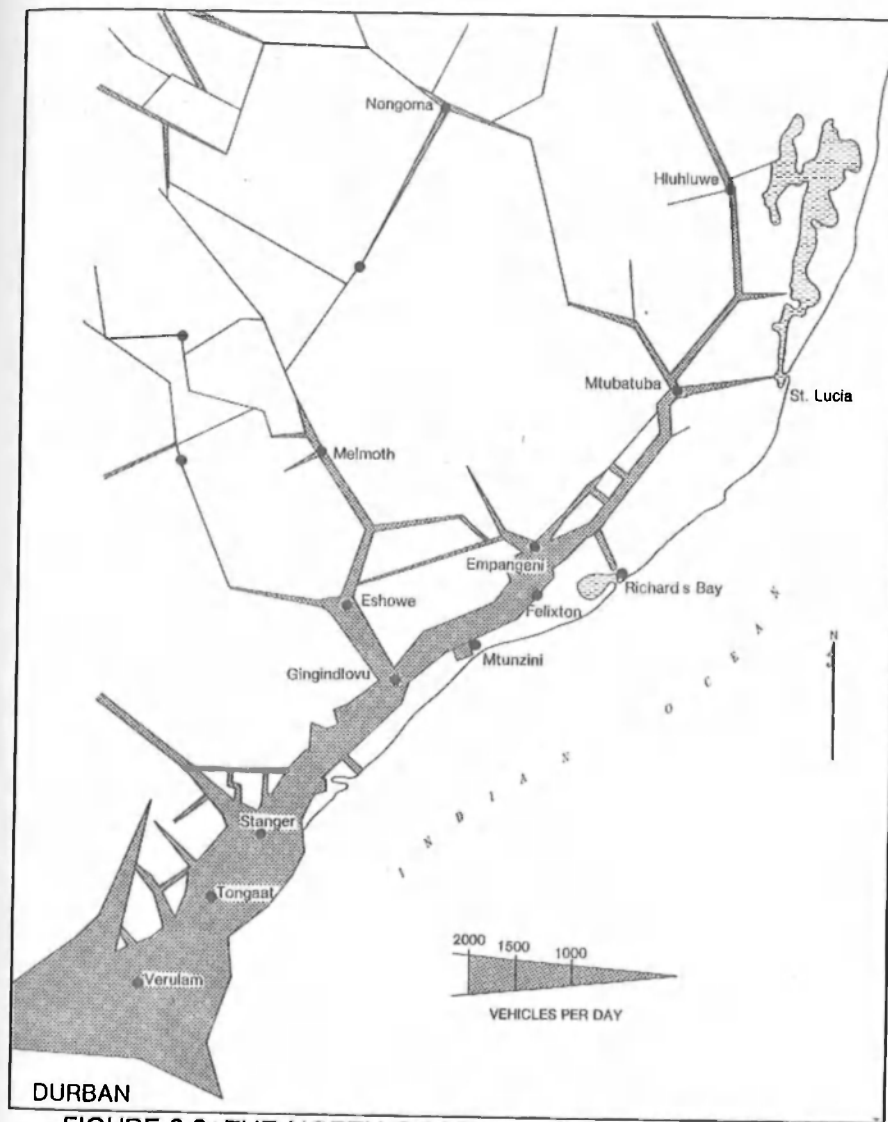 Nongoma
Hluhluwe
Mtubatuba
St. Lucia
Melmoth
Empangeni
Richard s Bay
Eshowe
Felixton
Mtunzini
Gingindlovu
N
INDIAN OCEAN
Stanger
Tongaat
2000 1500 1000
Verulam
VEHICLES PER DAY
DURBAN